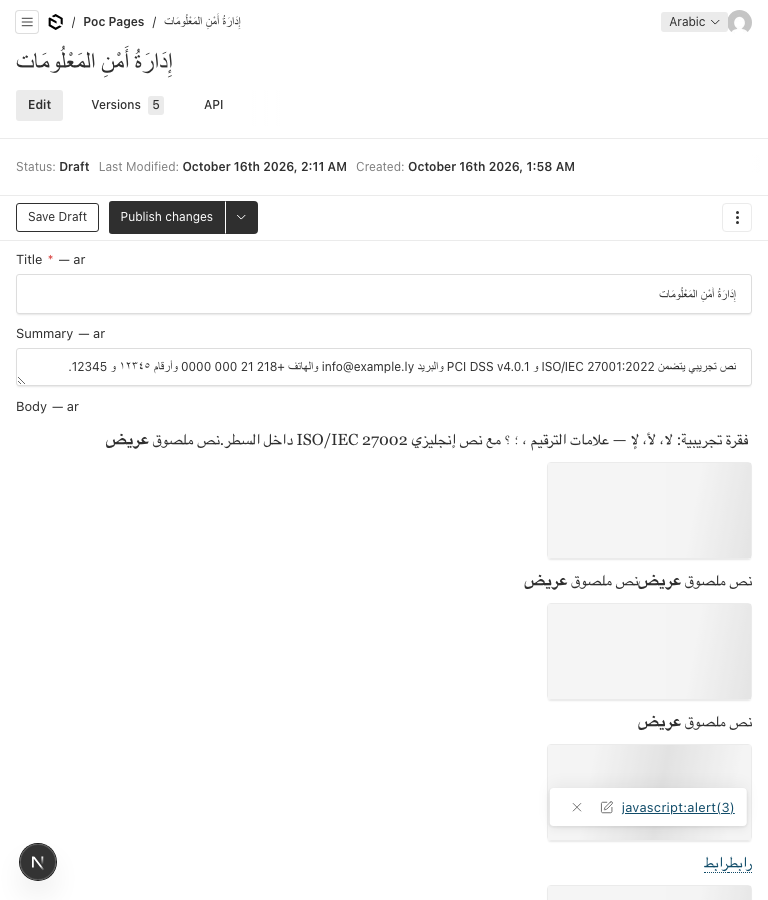 / Poc Pages / إِدَارَةُ أَمْنِ المَعْلُومَات
Arabic
إِدَارَةُ أَمْنِ المَعْلُومَات
Edit Versions 5 API
Status: Draft Last Modified: October 16th 2026, 2:11 AM Created: October 16th 2026, 1:58 AM
Save Draft Publish changes
Title * — ar
إِدَارَةُ أَمْنِ المَعْلُومَات
Summary — ar
نص تجريبي يتضمن ISO/IEC 27001:2022 و PCI DSS v4.0.1 والبريد info@example.ly والهاتف +218 21 000 0000 وأرقام ١٢٣٤٥ و 12345.
Body — ar
فقرة تجريبية: لا، لأ، لإ — علامات الترقيم ، ؛ ؟ مع نص إنجليزي ISO/IEC 27002 داخل السطر.نص ملصوق عريض
نص ملصوق عريضنص ملصوق عريض
نص ملصوق عريض
javascript:alert(3)
رابطرابط